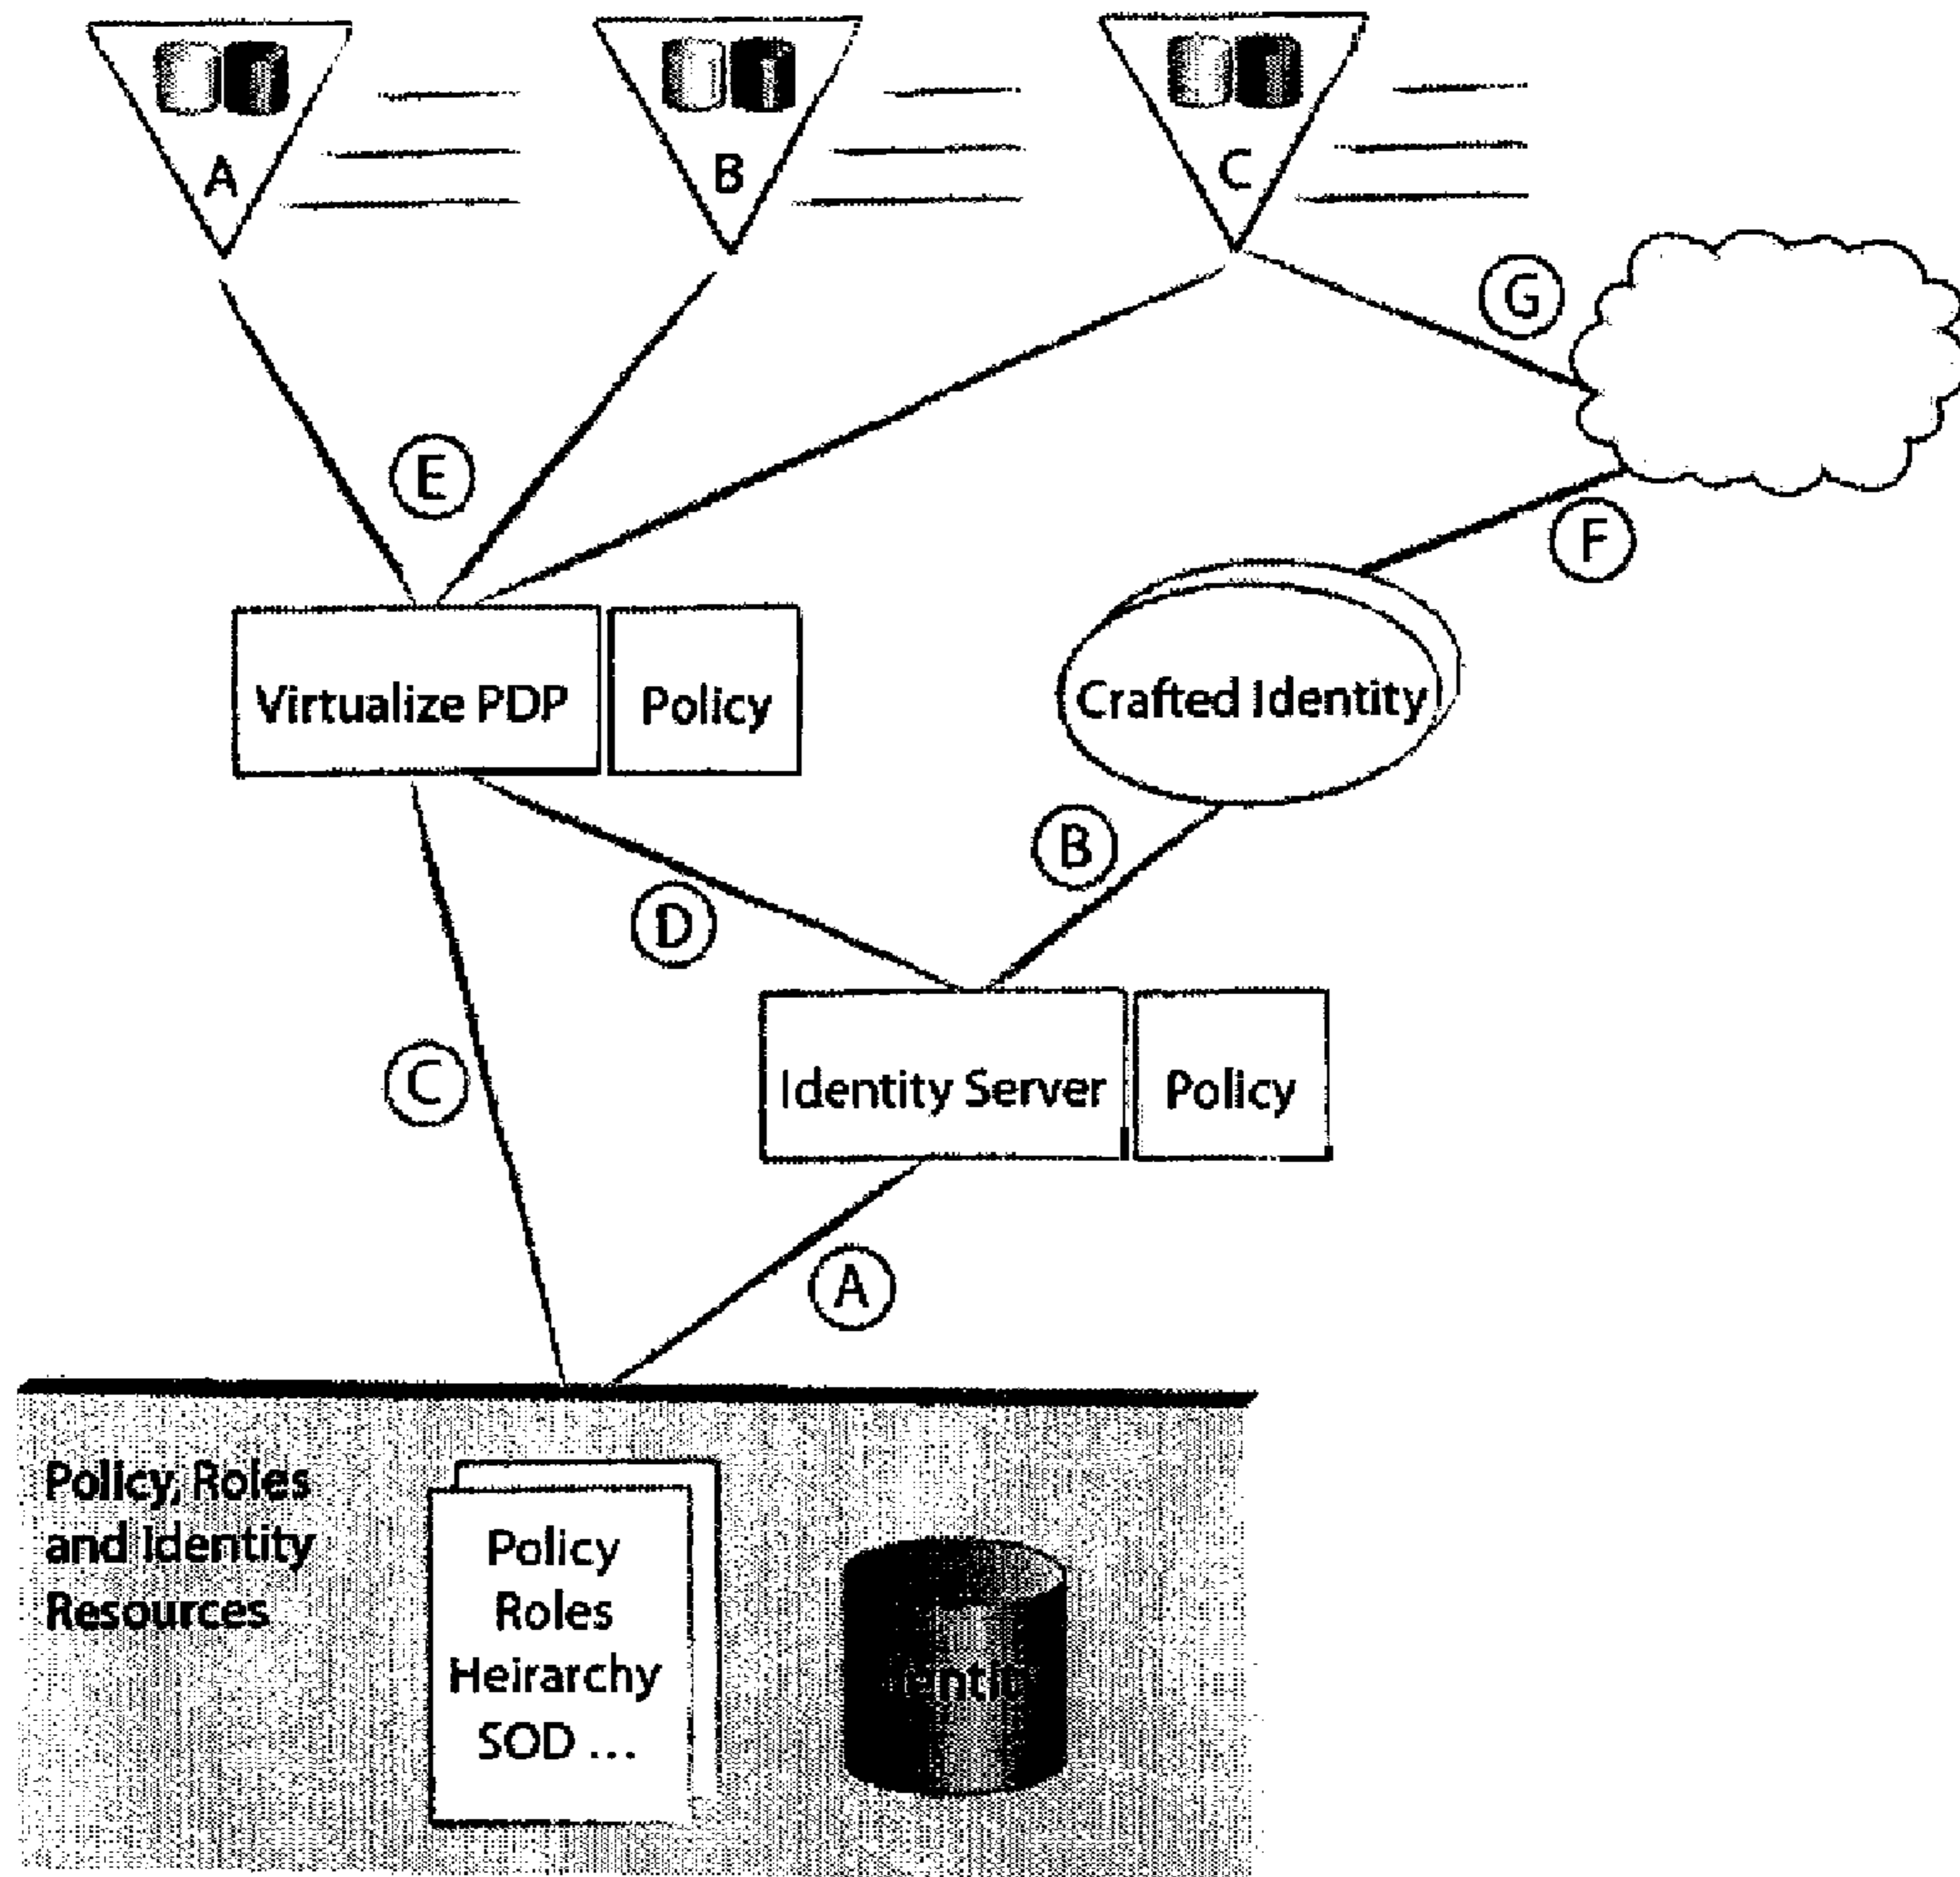 A
B
C
G
E
F
Virtualize PDP
Policy
Crafted Identity
B
D
C
Identity Server
Policy
A
Policy, Roles
and Identity
Resources
Policy
Roles
Heirarchy
SOD ...